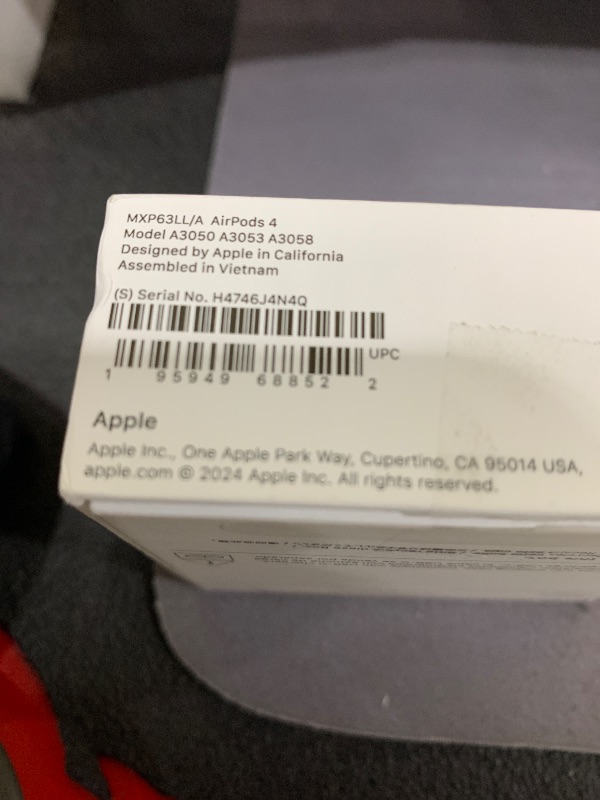 MXP63LL/A AirPods 4
Model A3050 A3053 A3058
Designed by Apple in California
Assembled in Vietnam
(S) Serial No. H4746J4N4Q
UPC
1 95949 68852 2
Apple
Apple Inc., One Apple Park Way, Cupertino, CA 95014 USA,
apple.com © 2024 Apple Inc. All rights reserved.